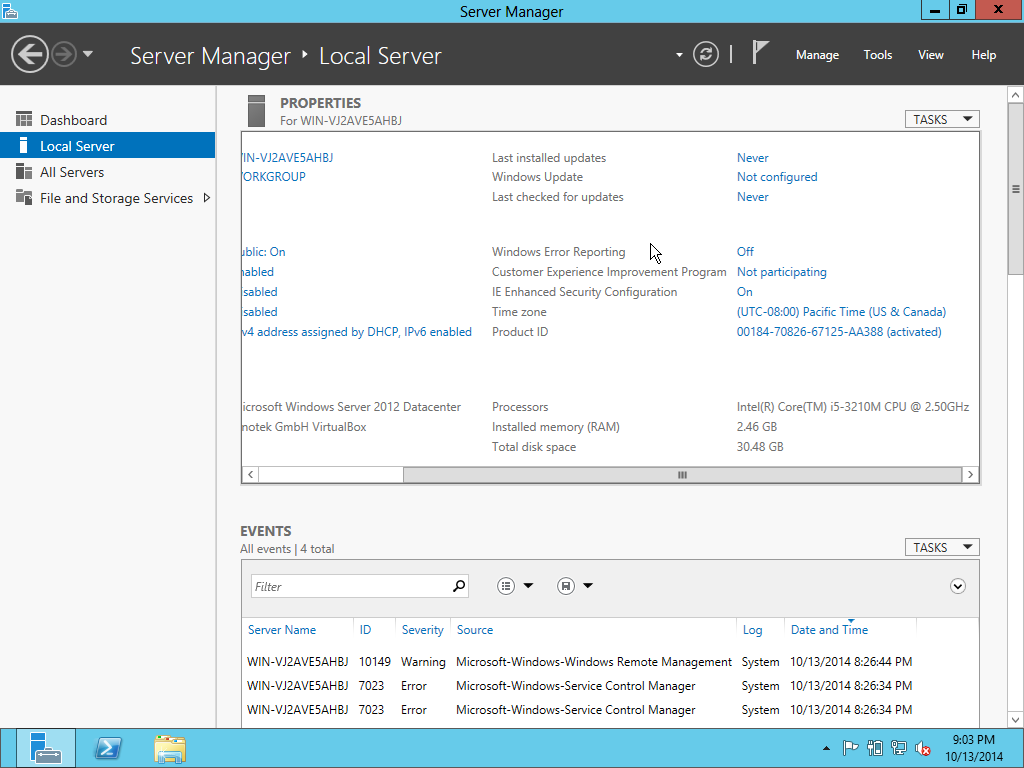 Server Manager
Server Manager ‣ Local Server
Manage Tools View Help
Dashboard
Local Server
All Servers
File and Storage Services
PROPERTIES
For WIN-VJ2AVE5AHBJ
TASKS
IN-VJ2AVE5AHBJ Last installed updates Never
ORKGROUP Windows Update Not configured
Last checked for updates Never
ublic: On Windows Error Reporting Off
nabled Customer Experience Improvement Program Not participating
isabled IE Enhanced Security Configuration On
isabled Time zone (UTC-08:00) Pacific Time (US & Canada)
v4 address assigned by DHCP, IPv6 enabled Product ID 00184-70826-67125-AA388 (activated)
icrosoft Windows Server 2012 Datacenter Processors Intel(R) Core(TM) i5-3210M CPU @ 2.50GHz
notek GmbH VirtualBox Installed memory (RAM) 2.46 GB
Total disk space 30.48 GB
EVENTS
All events | 4 total
TASKS
Filter
Server Name ID Severity Source Log Date and Time
WIN-VJ2AVE5AHBJ 10149 Warning Microsoft-Windows-Windows Remote Management System 10/13/2014 8:26:44 PM
WIN-VJ2AVE5AHBJ 7023 Error Microsoft-Windows-Service Control Manager System 10/13/2014 8:26:34 PM
WIN-VJ2AVE5AHBJ 7023 Error Microsoft-Windows-Service Control Manager System 10/13/2014 8:26:34 PM
9:03 PM
10/13/2014